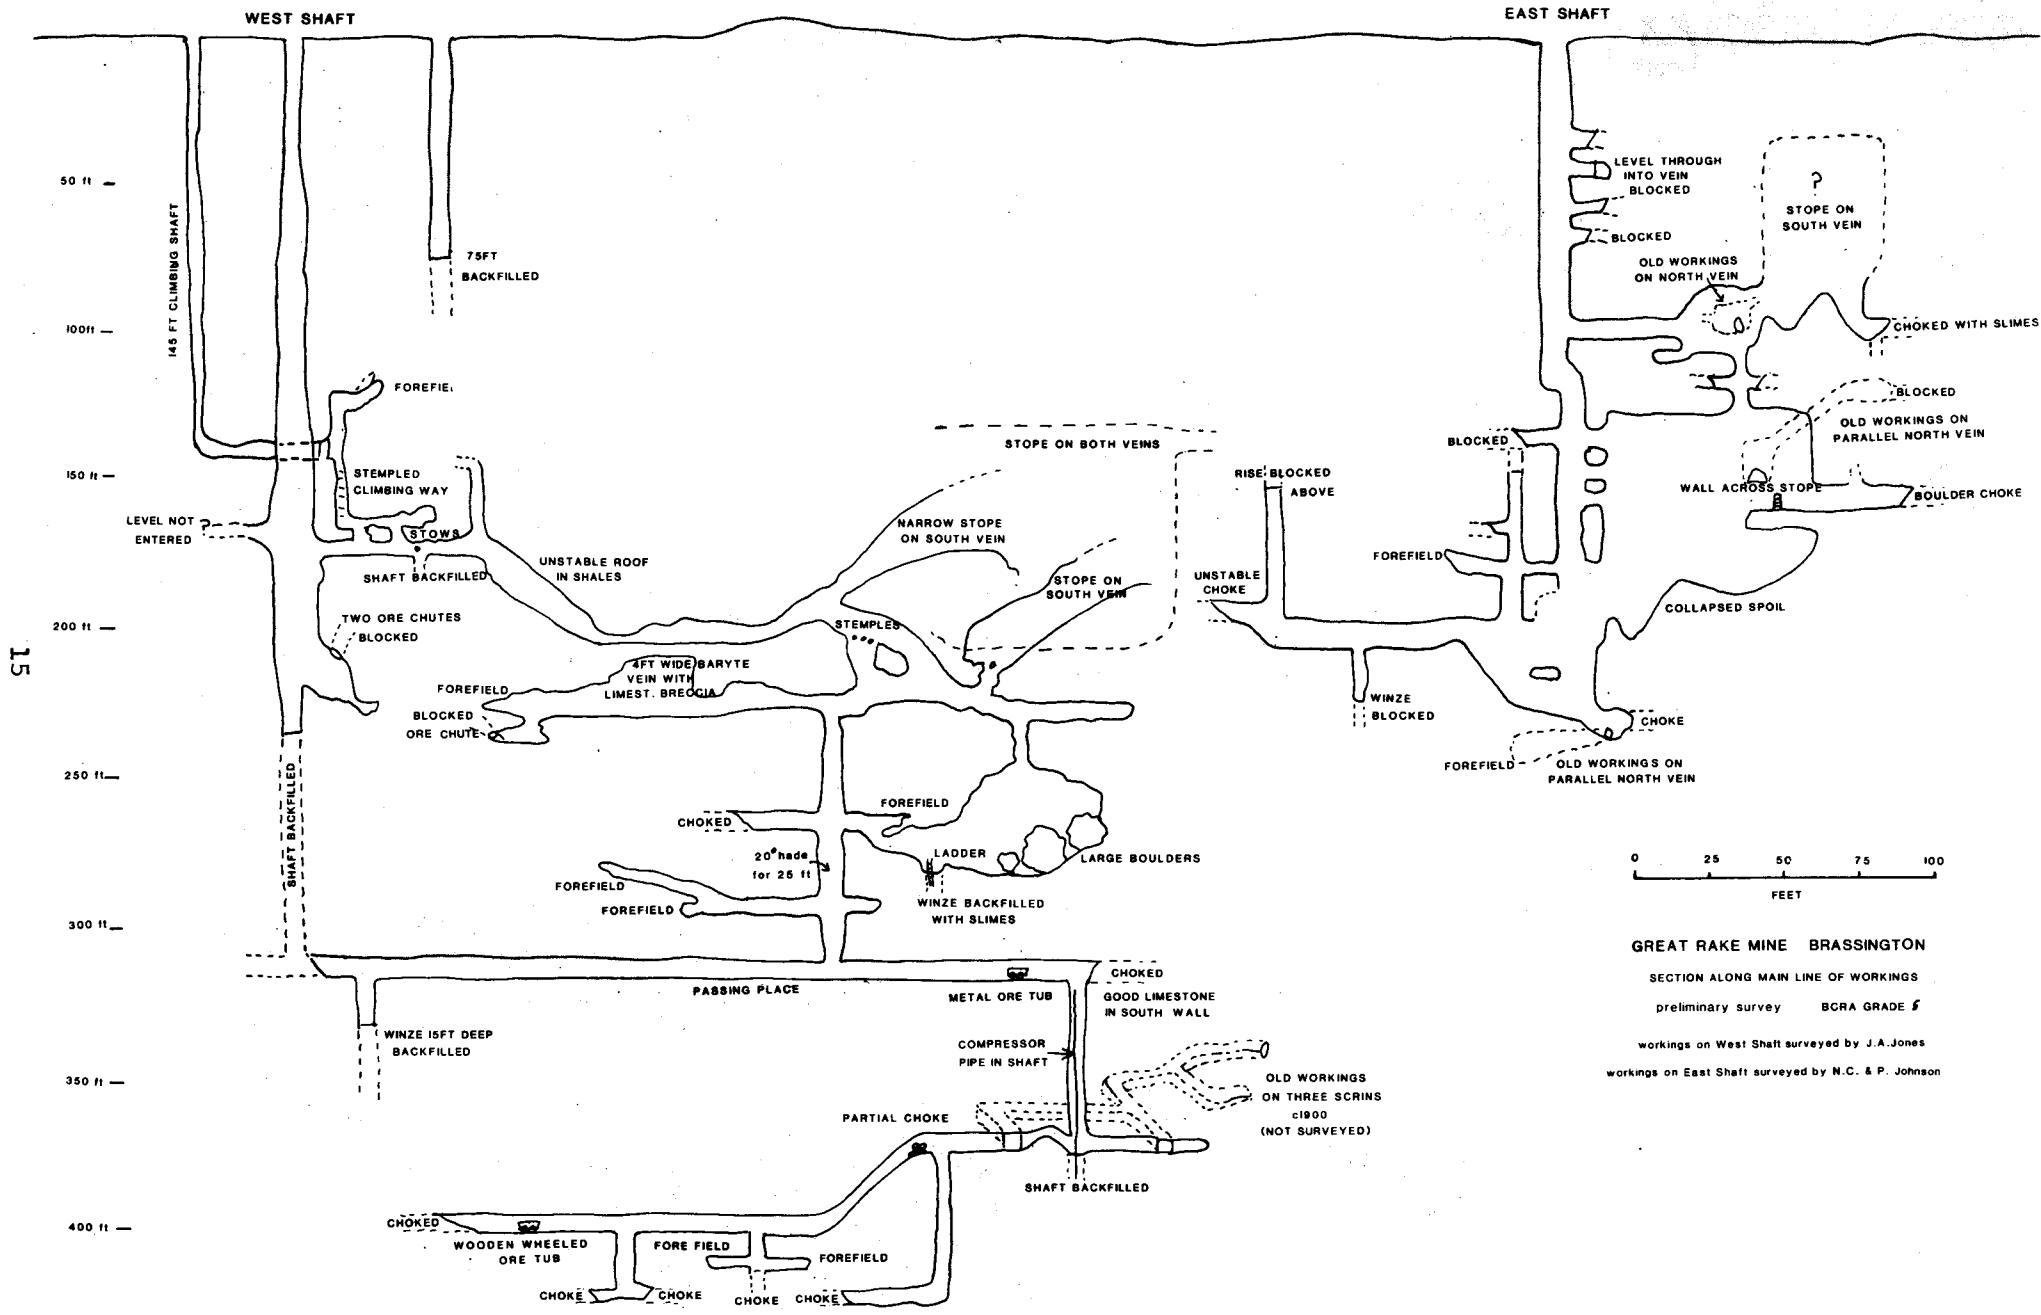 WEST SHAFT
EAST SHAFT
50 ft
100ft
150 ft
200 ft
250 ft
300 ft
350 ft
400 ft
15
145 FT CLIMBING SHAFT
75FT
BACKFILLED
FOREFIE
STEMPLED
CLIMBING WAY
LEVEL NOT
ENTERED
?
STOWS
SHAFT BACKFILLED
UNSTABLE ROOF
IN SHALES
TWO ORE CHUTES
BLOCKED
4FT WIDE BARYTE
VEIN WITH
LIMEST. BRECCIA
FOREFIELD
BLOCKED
ORE CHUTE
SHAFT BACKFILLED
STOPE ON BOTH VEINS
NARROW STOPE
ON SOUTH VEIN
STOPE ON
SOUTH VEIN
STEMPLES
CHOKED
FOREFIELD
20° hade
for 25 ft
LADDER
LARGE BOULDERS
FOREFIELD
FOREFIELD
WINZE BACKFILLED
WITH SLIMES
PASSING PLACE
METAL ORE TUB
CHOKED
GOOD LIMESTONE
IN SOUTH WALL
WINZE 15FT DEEP
BACKFILLED
COMPRESSOR
PIPE IN SHAFT
OLD WORKINGS
ON THREE SCRINS
c1900
(NOT SURVEYED)
PARTIAL CHOKE
SHAFT BACKFILLED
CHOKED
WOODEN WHEELED
ORE TUB
FORE FIELD
FOREFIELD
CHOKE
CHOKE
CHOKE
CHOKE
LEVEL THROUGH
INTO VEIN
BLOCKED
BLOCKED
?
STOPE ON
SOUTH VEIN
OLD WORKINGS
ON NORTH VEIN
CHOKED WITH SLIMES
BLOCKED
OLD WORKINGS ON
PARALLEL NORTH VEIN
BLOCKED
RISE BLOCKED
ABOVE
WALL ACROSS STOPE
BOULDER CHOKE
FOREFIELD
UNSTABLE
CHOKE
COLLAPSED SPOIL
WINZE
BLOCKED
CHOKE
FOREFIELD
OLD WORKINGS ON
PARALLEL NORTH VEIN
0 25 50 75 100
FEET
GREAT RAKE MINE BRASSINGTON
SECTION ALONG MAIN LINE OF WORKINGS
preliminary survey BCRA GRADE 5
workings on West Shaft surveyed by J.A.Jones
workings on East Shaft surveyed by N.C. & P. Johnson